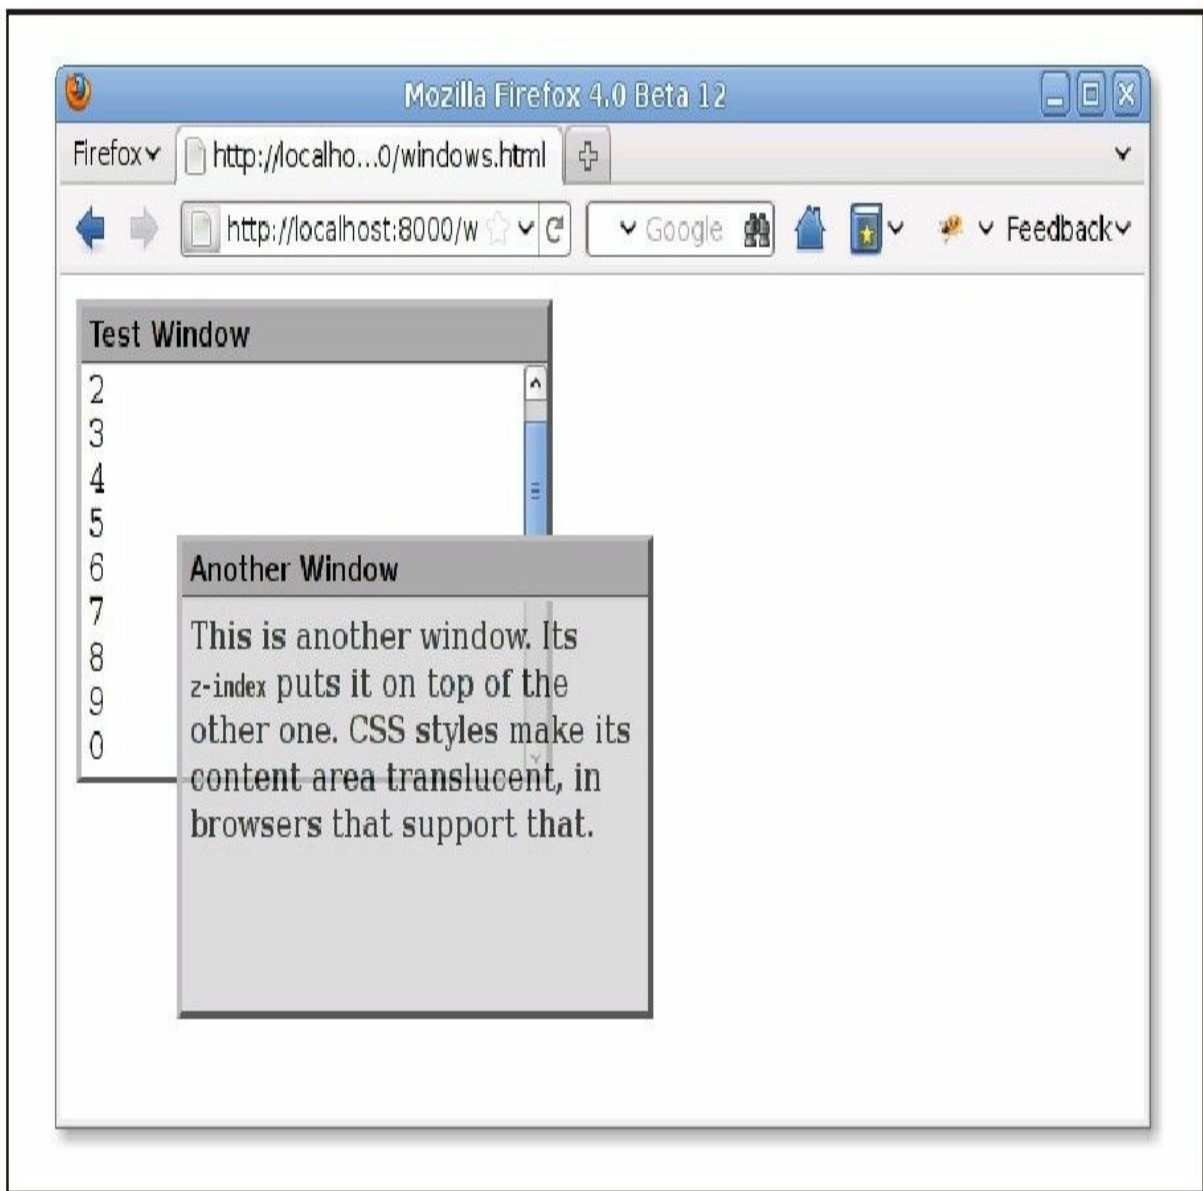 Mozilla Firefox 4.0 Beta 12
Firefox
http://localho...0/windows.html
http://localhost:8000/w
Google
Feedback
Test Window
2
3
4
5
6
7
8
9
0
Another Window
This is another window. Its
z-index puts it on top of the
other one. CSS styles make its
content area translucent, in
browsers that support that.